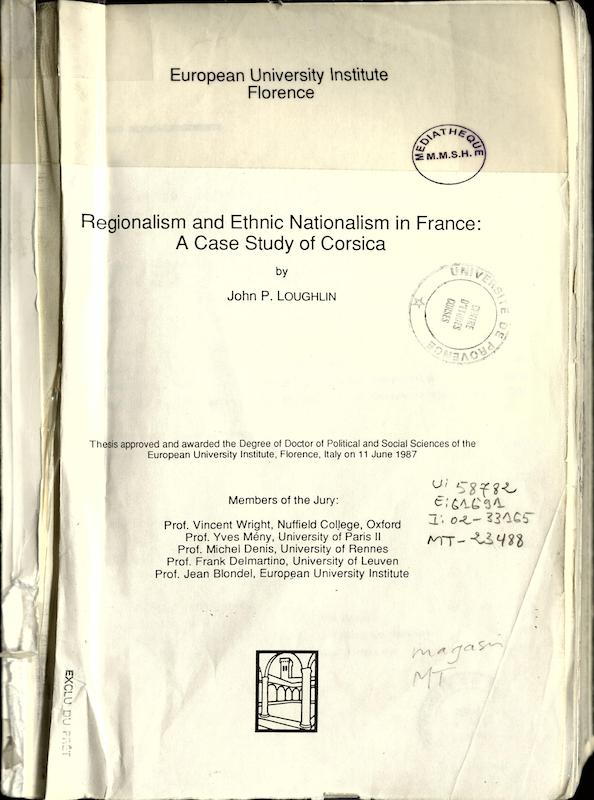 European University Institute
Florence
MEDIATHEQUE
M.M.S.H.
Regionalism and Ethnic Nationalism in France:
A Case Study of Corsica
by
John P. LOUGHLIN
UNIVERSITE DE PROVENCE
CENTRE
D'ETUDES
CORSES
Thesis approved and awarded the Degree of Doctor of Political and Social Sciences of the
European University Institute, Florence, Italy on 11 June 1987
Members of the Jury:
Prof. Vincent Wright, Nuffield College, Oxford
Prof. Yves Mény, University of Paris II
Prof. Michel Denis, University of Rennes
Prof. Frank Delmartino, University of Leuven
Prof. Jean Blondel, European University Institute
Ui 58782
E:61691
I: 02-33165
MT-23488
magasin
MT
EXCLU DU PRÊT